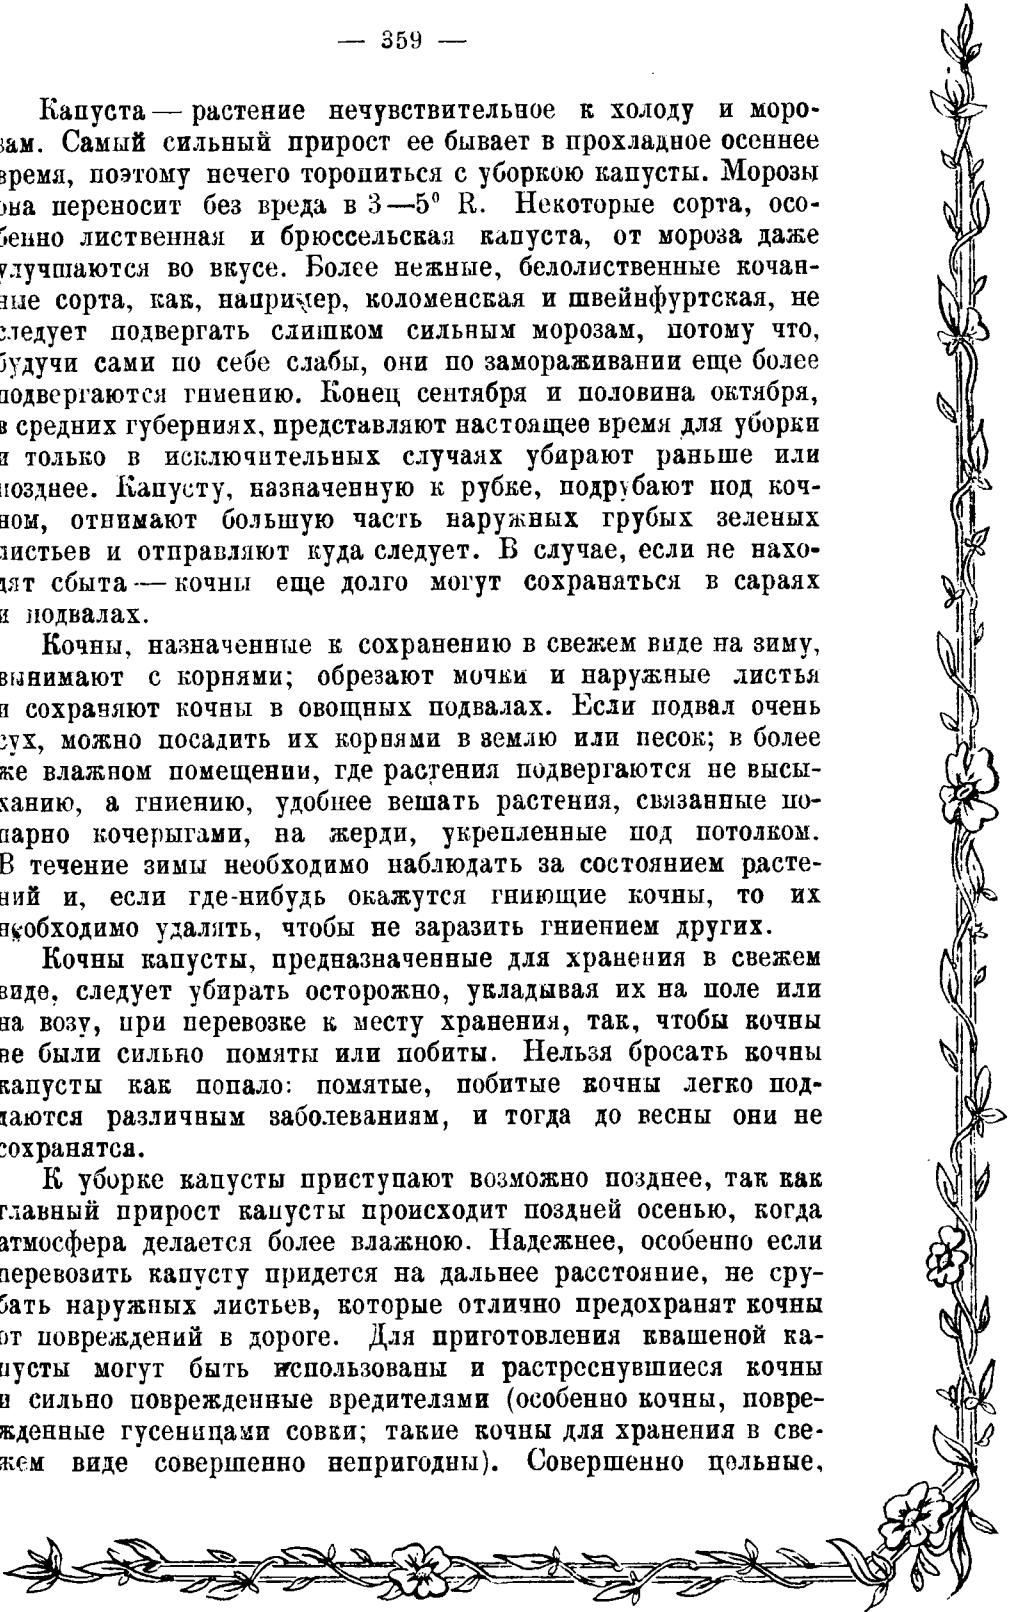 — 359 —
Капуста — растение нечувствительное к холоду и моро-
зам. Самый сильный прирост ее бывает в прохладное осеннее
время, поэтому нечего торопиться с уборкою капусты. Морозы
она переносит без вреда в 3—5° R. Некоторые сорта, осо-
бенно лиственная и брюссельская капуста, от мороза даже
улучшаются во вкусе. Более нежные, белолиственные кочан-
ные сорта, как, например, коломенская и швейнфуртская, не
следует подвергать слишком сильным морозам, потому что,
будучи сами по себе слабы, они по замораживании еще более
подвергаются гниению. Конец сентября и половина октября,
в средних губерниях, представляют настоящее время для уборки
и только в исключительных случаях убирают раньше или
позднее. Капусту, назначенную к рубке, подрубают под коч-
ном, отнимают большую часть наружных грубых зеленых
листьев и отправляют куда следует. В случае, если не нахо-
дят сбыта — кочны еще долго могут сохраняться в сараях
и подвалах.
Кочны, назначенные к сохранению в свежем виде на зиму,
вынимают с корнями; обрезают мочки и наружные листья
и сохраняют кочны в овощных подвалах. Если подвал очень
сух, можно посадить их корнями в землю или песок; в более
же влажном помещении, где растения подвергаются не высы-
ханию, а гниению, удобнее вешать растения, связанные по-
парно кочерыгами, на жерди, укрепленные под потолком.
В течение зимы необходимо наблюдать за состоянием расте-
ний и, если где-нибудь окажутся гниющие кочны, то их
необходимо удалять, чтобы не заразить гниением других.
Кочны капусты, предназначенные для хранения в свежем
виде, следует убирать осторожно, укладывая их на поле или
на возу, при перевозке к месту хранения, так, чтобы кочны
не были сильно помяты или побиты. Нельзя бросать кочны
капусты как попало: помятые, побитые кочны легко под-
даются различным заболеваниям, и тогда до весны они не
сохранятся.
К уборке капусты приступают возможно позднее, так как
главный прирост капусты происходит поздней осенью, когда
атмосфера делается более влажною. Надежнее, особенно если
перевозить капусту придется на дальнее расстояние, не сру-
бать наружных листьев, которые отлично предохранят кочны
от повреждений в дороге. Для приготовления квашеной ка-
пусты могут быть использованы и растреснувшиеся кочны
и сильно поврежденные вредителями (особенно кочны, повре-
жденные гусеницами совки; такие кочны для хранения в све-
жем виде совершенно непригодны). Совершенно цельные,